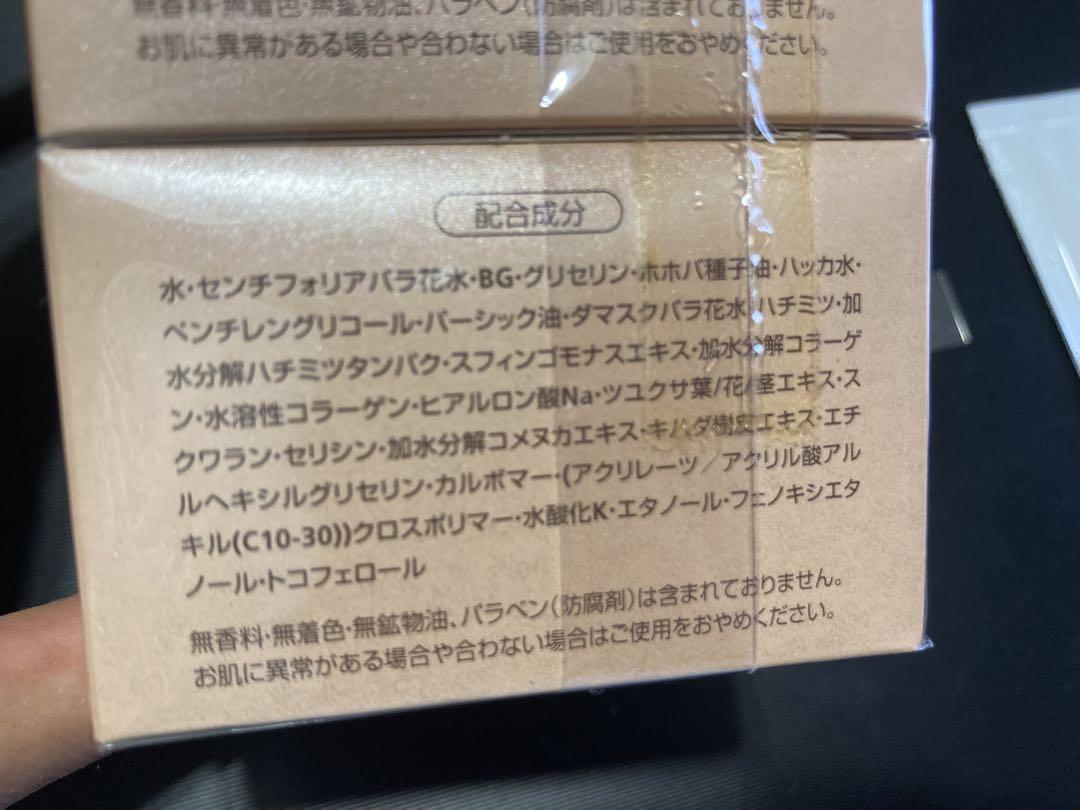 無香料・無着色・無鉱物油、パラベン(防腐剤)は含まれておりません。
お肌に異常がある場合や合わない場合はご使用をおやめください。
配合成分
水・センチフォリアバラ花水・BG・グリセリン・ホホバ種子油・ハッカ水・
ペンチレングリコール・パーシック油・ダマスクバラ花水・ハチミツ・加
水分解ハチミツタンパク・スフィンゴモナスエキス・加水分解コラーゲ
ン・水溶性コラーゲン・ヒアルロン酸Na・ツユクサ葉/花/茎エキス・ス
クワラン・セリシン・加水分解コメヌカエキス・キハダ樹皮エキス・エチ
ルヘキシルグリセリン・カルボマー・(アクリレーツ／アクリル酸アル
キル(C10-30))クロスポリマー・水酸化K・エタノール・フェノキシエタ
ノール・トコフェロール
無香料・無着色・無鉱物油、パラベン(防腐剤)は含まれておりません。
お肌に異常がある場合や合わない場合はご使用をおやめください。